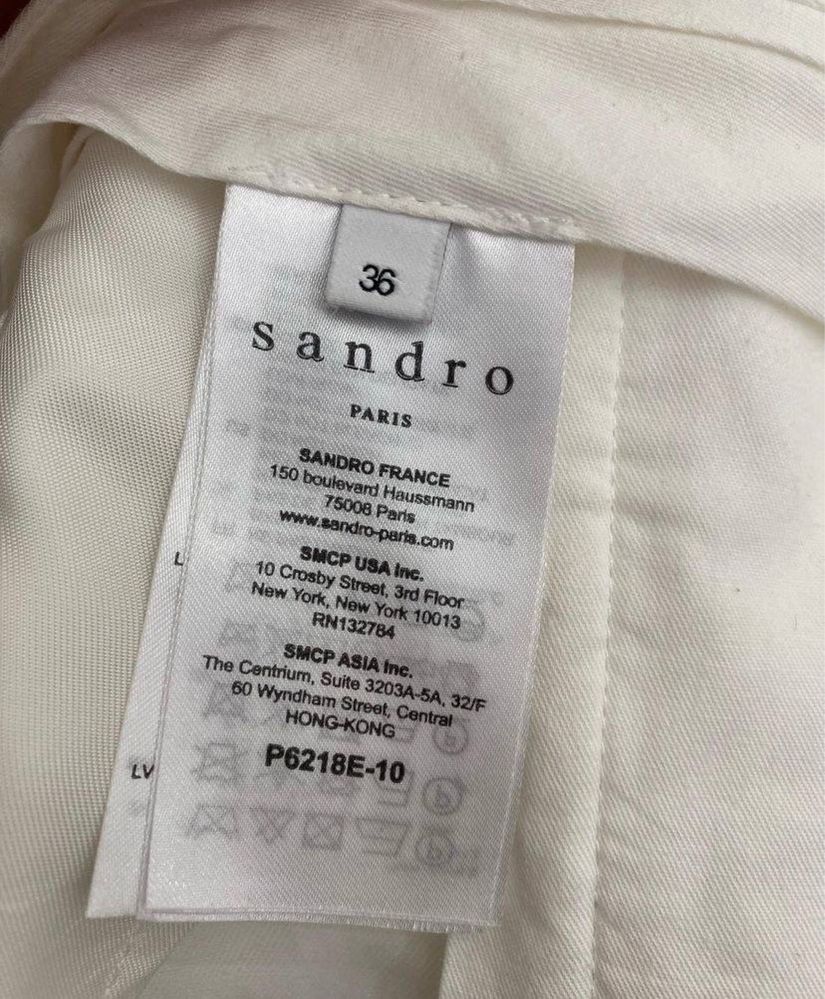 36
sandro
PARIS
SANDRO FRANCE
150 boulevard Haussmann
75008 Paris
www.sandro-paris.com
SMCP USA Inc.
10 Crosby Street, 3rd Floor
New York, New York 10013
RN132784
SMCP ASIA Inc.
The Centrium, Suite 3203A-5A, 32/F
60 Wyndham Street, Central
HONG-KONG
P6218E-10
L
LV